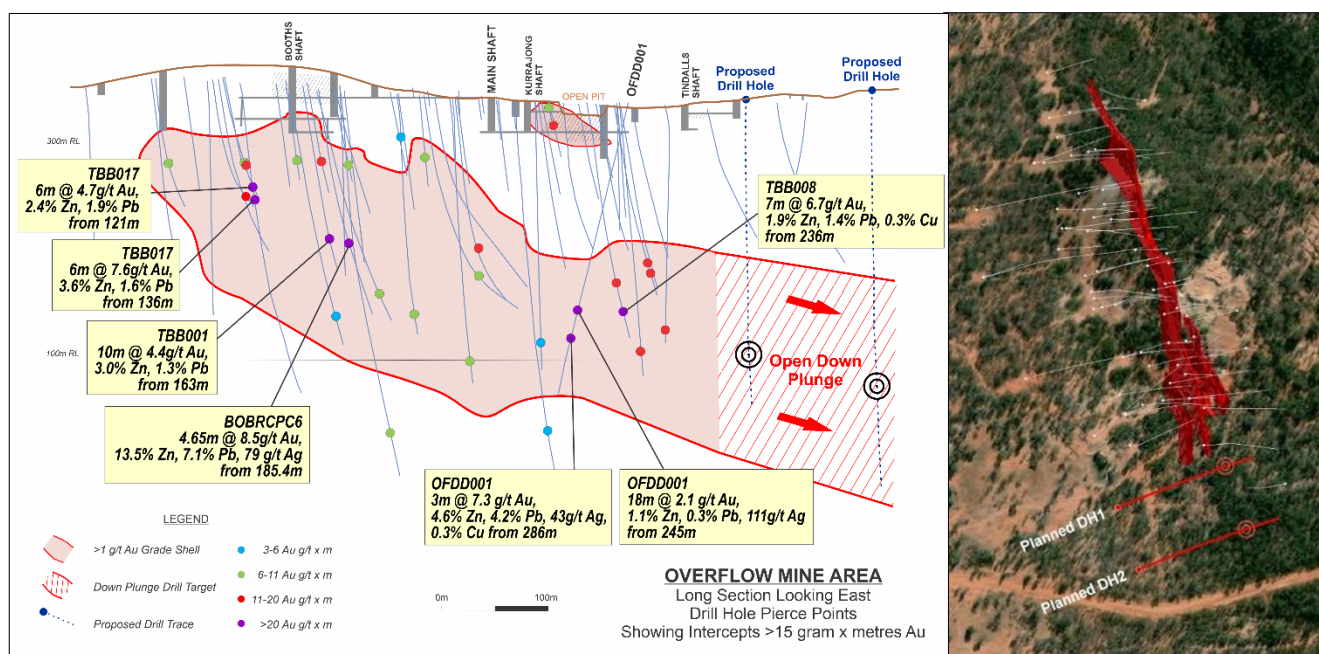 BOOTHS
SHAFT
MAIN SHAFT
KURRAJONG
SHAFT
OPEN PIT
OFDD001
TINDALLS
SHAFT
Proposed
Drill Hole
Proposed
Drill Hole
300m RL
TBB017
6m @ 4.7g/t Au,
2.4% Zn, 1.9% Pb
from 121m
TBB008
7m @ 6.7g/t Au,
1.9% Zn, 1.4% Pb, 0.3% Cu
from 236m
TBB017
6m @ 7.6g/t Au,
3.6% Zn, 1.6% Pb
from 136m
TBB001
10m @ 4.4g/t Au,
3.0% Zn, 1.3% Pb
from 163m
100m RL
Open Down
Plunge
BOBRCPC6
4.65m @ 8.5g/t Au,
13.5% Zn, 7.1% Pb, 79 g/t Ag
from 185.4m
OFDD001
3m @ 7.3 g/t Au,
4.6% Zn, 4.2% Pb, 43g/t Ag,
0.3% Cu from 286m
OFDD001
18m @ 2.1 g/t Au,
1.1% Zn, 0.3% Pb, 111g/t Ag
from 245m
LEGEND
>1 g/t Au Grade Shell
Down Plunge Drill Target
Proposed Drill Trace
3-6 Au g/t x m
6-11 Au g/t x m
11-20 Au g/t x m
>20 Au g/t x m
0m 100m
OVERFLOW MINE AREA
Long Section Looking East
Drill Hole Pierce Points
Showing Intercepts >15 gram x metres Au
Planned DH1
Planned DH2